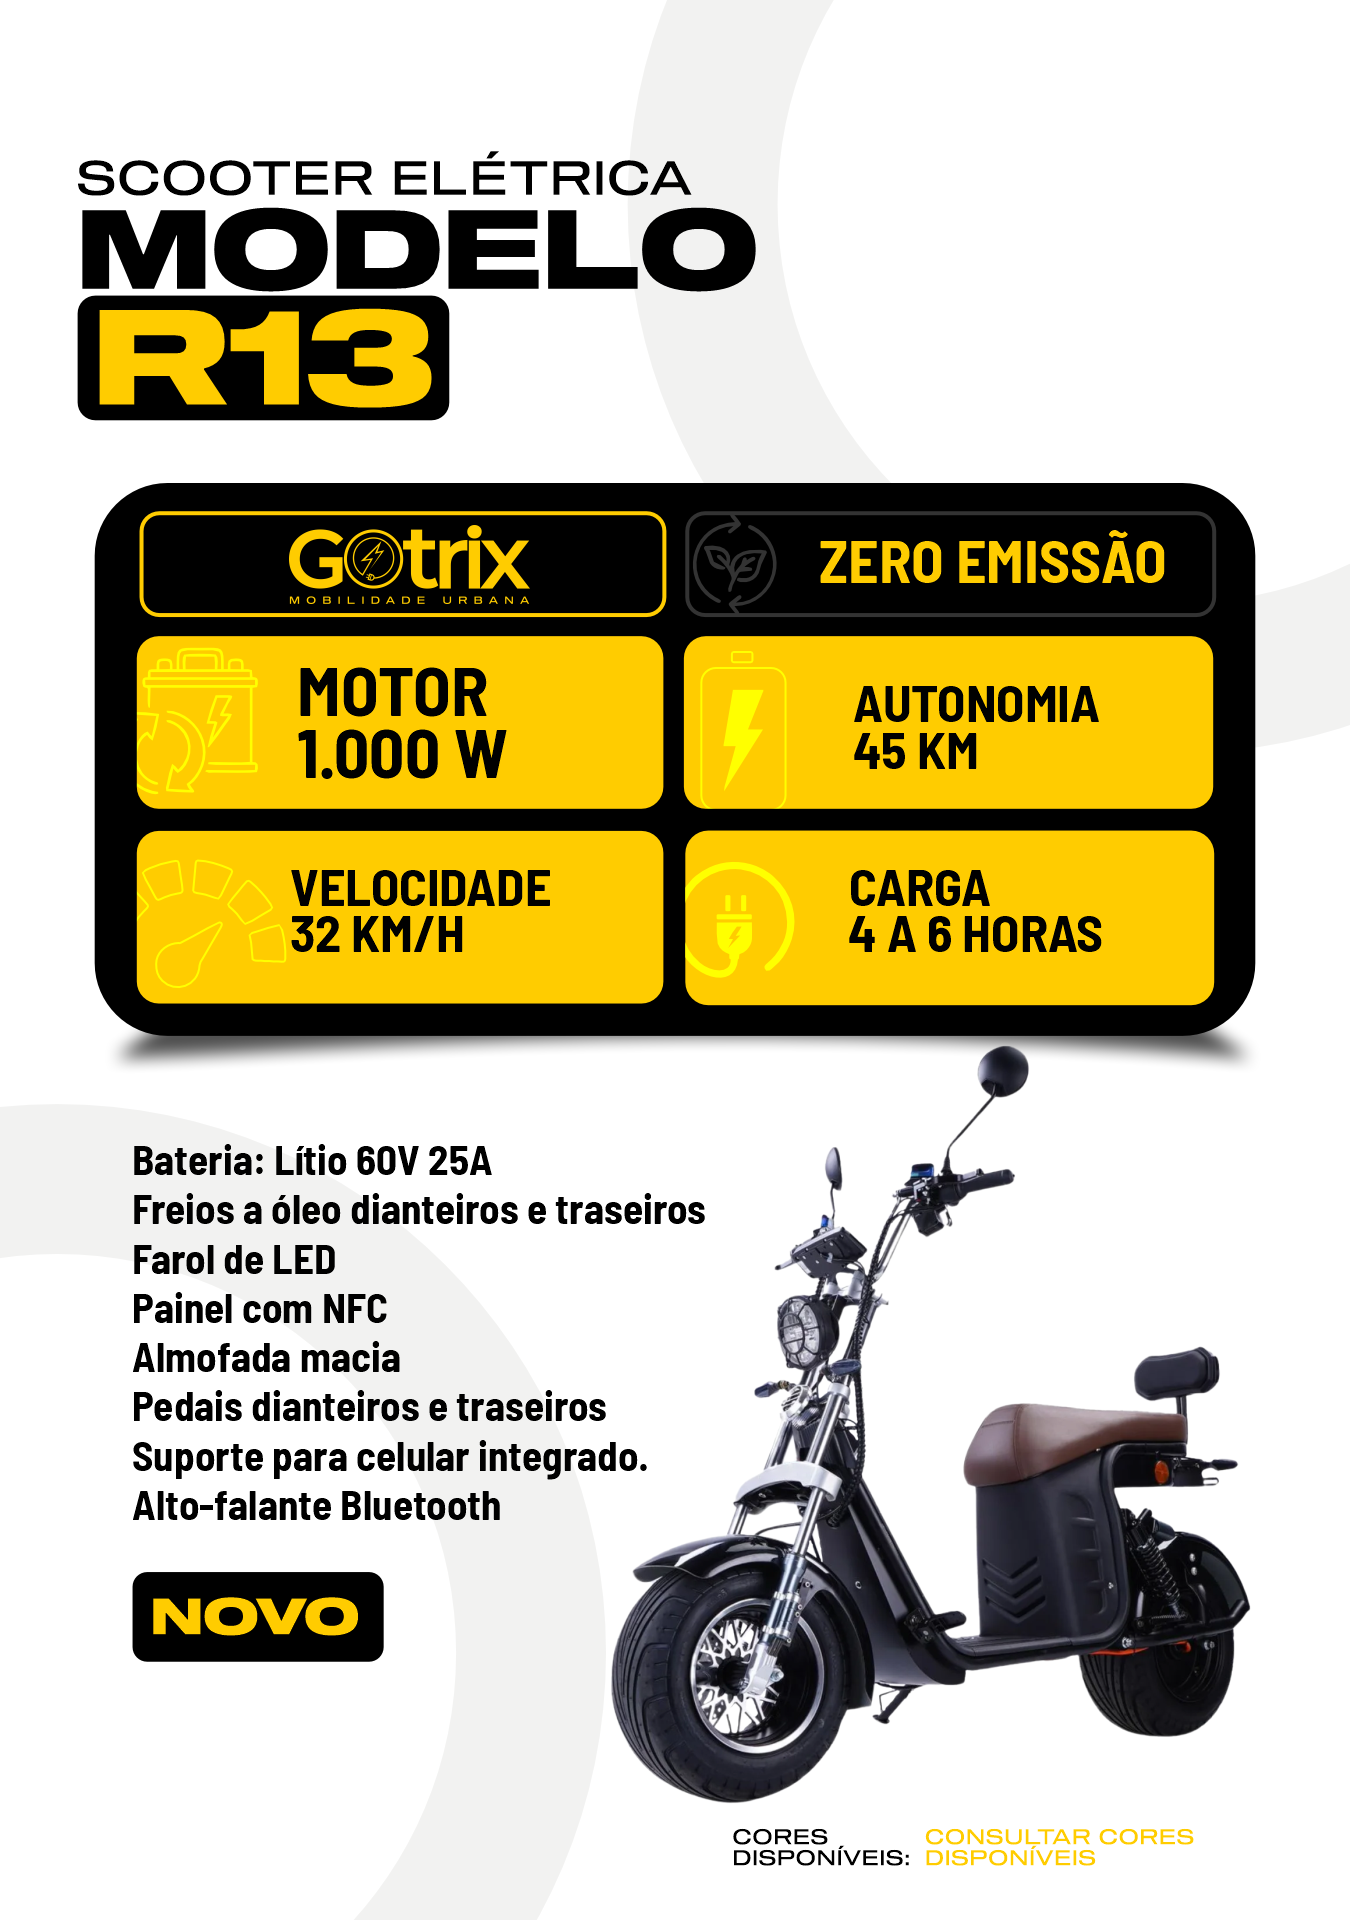 SCOOTER ELÉTRICA
MODELO
R13
Gotrix
MOBILIDADE URBANA
ZERO EMISSÃO
MOTOR
1.000 W
AUTONOMIA
45 KM
VELOCIDADE
32 KM/H
CARGA
4 A 6 HORAS
Bateria: Lítio 60V 25A
Freios a óleo dianteiros e traseiros
Farol de LED
Painel com NFC
Almofada macia
Pedais dianteiros e traseiros
Suporte para celular integrado.
Alto-falante Bluetooth
NOVO
CORES
DISPONÍVEIS:
CONSULTAR CORES
DISPONÍVEIS